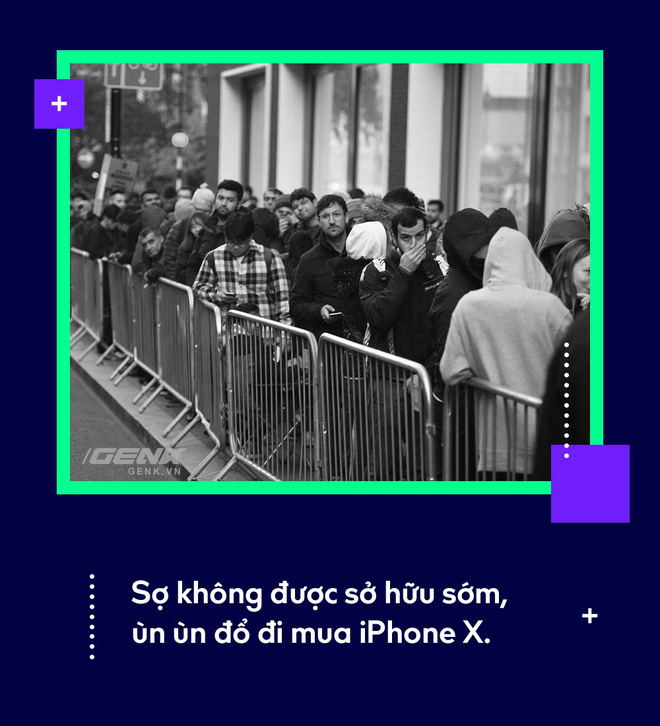 GENK
GENK.VN
Sợ không được sở hữu sớm,
ùn ùn đổ đi mua iPhone X.